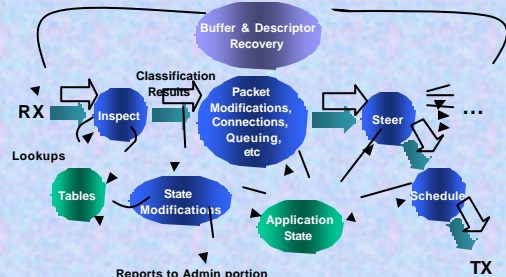 Buffer & Descriptor
Recovery
Classification
Results
Packet
Modifications,
Connections,
Queuing,
etc
RX
Inspect
Steer
...
Lookups
Tables
State
Modifications
Application
State
Schedule
TX
Reports to Admin portion